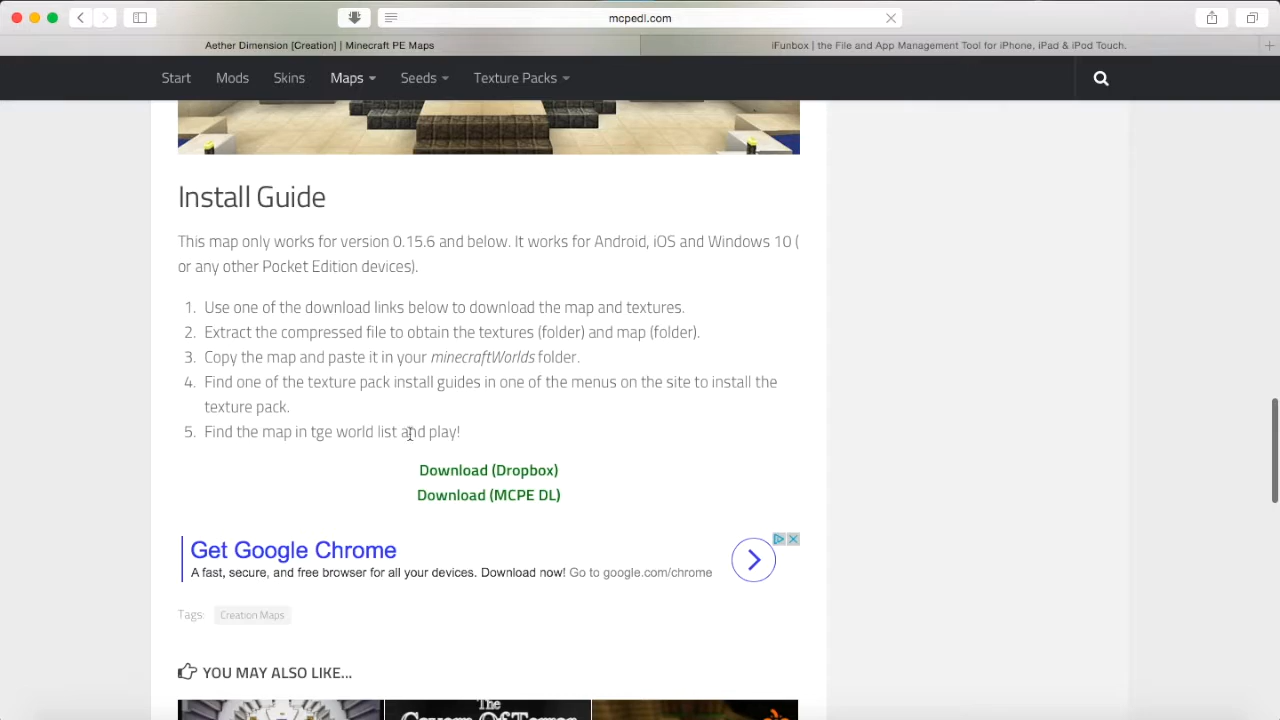 mcpedl.com
Aether Dimension [Creation] | Minecraft PE Maps
iFunbox | the File and App Management Tool for iPhone, iPad & iPod Touch.
Start Mods Skins Maps Seeds Texture Packs
Install Guide
This map only works for version 0.15.6 and below. It works for Android, iOS and Windows 10 (
or any other Pocket Edition devices).
1. Use one of the download links below to download the map and textures.
2. Extract the compressed file to obtain the textures (folder) and map (folder).
3. Copy the map and paste it in your minecraftWorlds folder.
4. Find one of the texture pack install guides in one of the menus on the site to install the
texture pack.
5. Find the map in tge world list and play!
Download (Dropbox)
Download (MCPE DL)
Get Google Chrome
A fast, secure, and free browser for all your devices. Download now! Go to google.com/chrome
Tags: Creation Maps
YOU MAY ALSO LIKE...
The
Cavern Of Terror